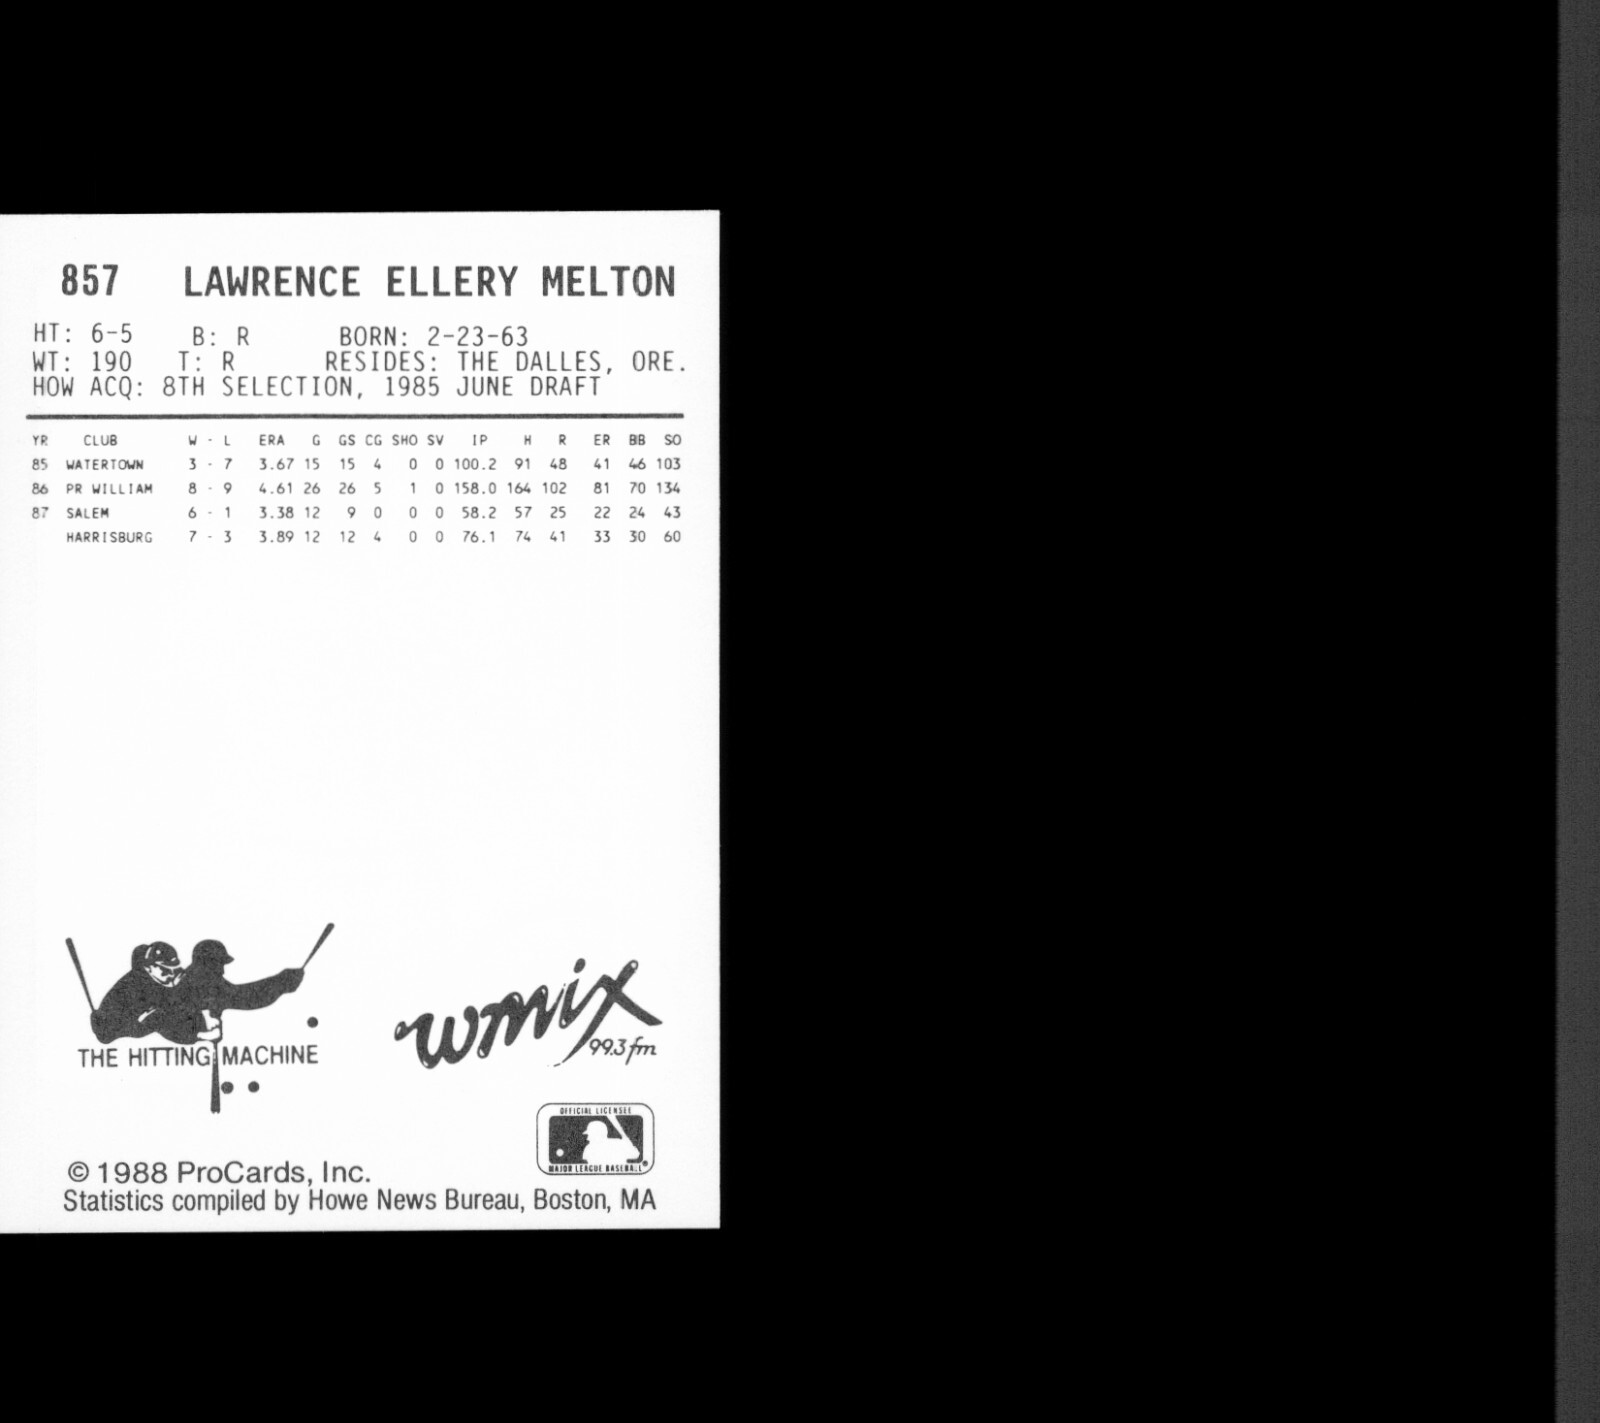 857 LAWRENCE ELLERY MELTON
HT: 6-5 B: R BORN: 2-23-63
WT: 190 T: R RESIDES: THE DALLES, ORE.
HOW ACQ: 8TH SELECTION, 1985 JUNE DRAFT
YR CLUB W - L ERA G GS CG SHO SV IP H R ER BB SO
85 WATERTOWN 3 - 7 3.67 15 15 4 0 0 100.2 91 48 41 46 103
86 PR WILLIAM 8 - 9 4.61 26 26 5 1 0 158.0 164 102 81 70 134
87 SALEM 6 - 1 3.38 12 9 0 0 0 58.2 57 25 22 24 43
HARRISBURG 7 - 3 3.89 12 12 4 0 0 76.1 74 41 33 30 60
THE HITTING MACHINE
wmix
99.3 fm
OFFICIAL LICENSEE
MAJOR LEAGUE BASEBALL®
© 1988 ProCards, Inc.
Statistics compiled by Howe News Bureau, Boston, MA